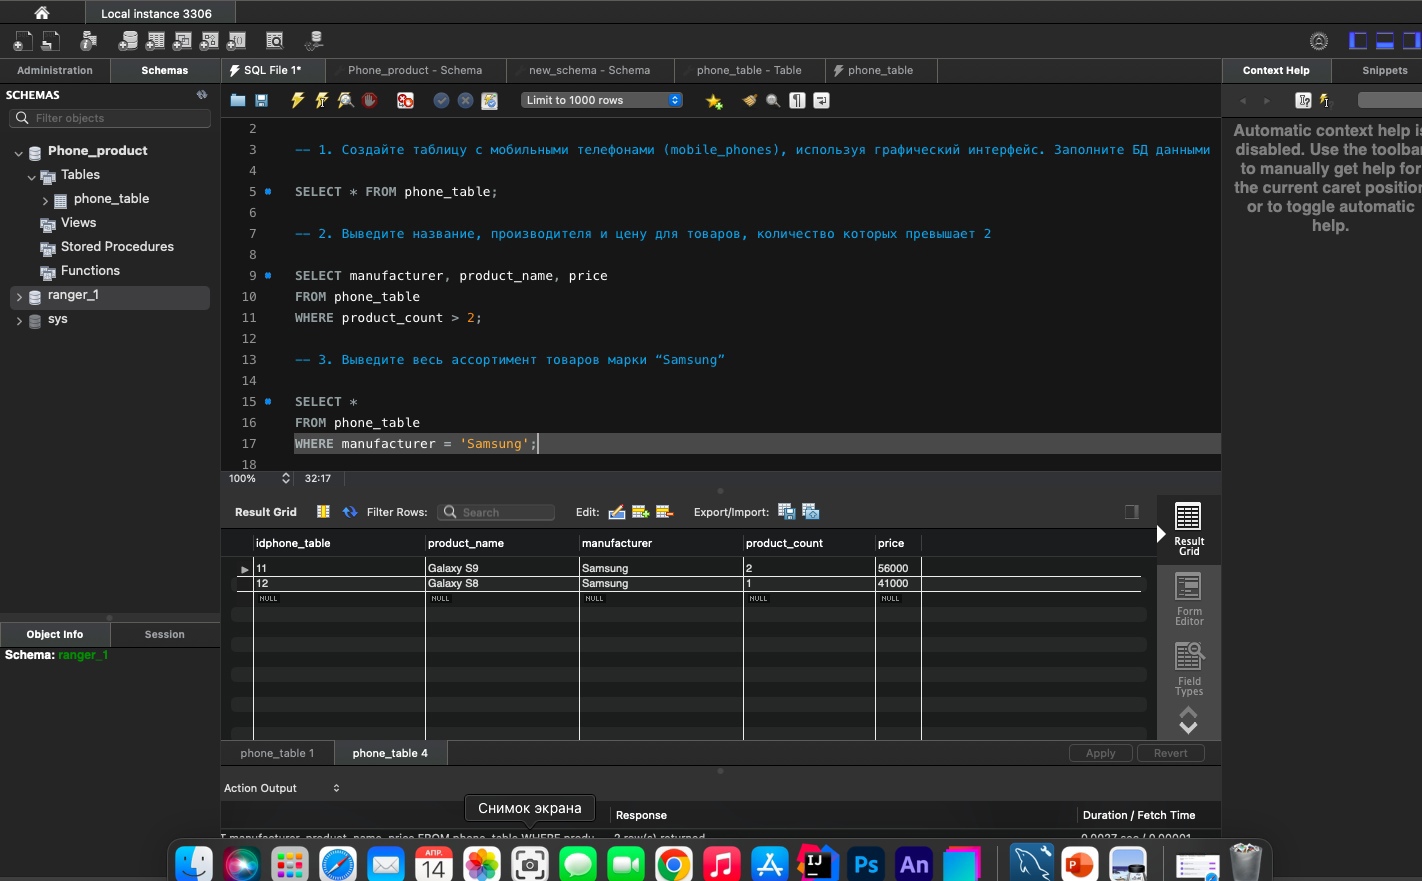 Local instance 3306
Administration
Schemas
SQL File 1*
Phone_product - Schema
new_schema - Schema
phone_table - Table
phone_table
Context Help
Snippets
SCHEMAS
Filter objects
Limit to 1000 rows
Phone_product
Tables
phone_table
Views
Stored Procedures
Functions
ranger_1
sys
2
3 -- 1. Создайте таблицу с мобильными телефонами (mobile_phones), используя графический интерфейс. Заполните БД данными
4
5 SELECT * FROM phone_table;
6
7 -- 2. Выведите название, производителя и цену для товаров, количество которых превышает 2
8
9 SELECT manufacturer, product_name, price
10 FROM phone_table
11 WHERE product_count > 2;
12
13 -- 3. Выведите весь ассортимент товаров марки “Samsung”
14
15 SELECT *
16 FROM phone_table
17 WHERE manufacturer = 'Samsung';
18
Automatic context help is
disabled. Use the toolbar
to manually get help for
the current caret position
or to toggle automatic
help.
100% 32:17
Result Grid Filter Rows: Search Edit: Export/Import:
idphone_table product_name manufacturer product_count price
11 Galaxy S9 Samsung 2 56000
12 Galaxy S8 Samsung 1 41000
NULL NULL NULL NULL NULL
Result
Grid
Form
Editor
Field
Types
Object Info
Session
Schema: ranger_1
phone_table 1
phone_table 4
Apply
Revert
Action Output
Снимок экрана
Response
Duration / Fetch Time
manufacturer, product_name, price FROM phone_table WHERE produ...
row(s) returned
АПР.
14
IJ
Ps
An
P